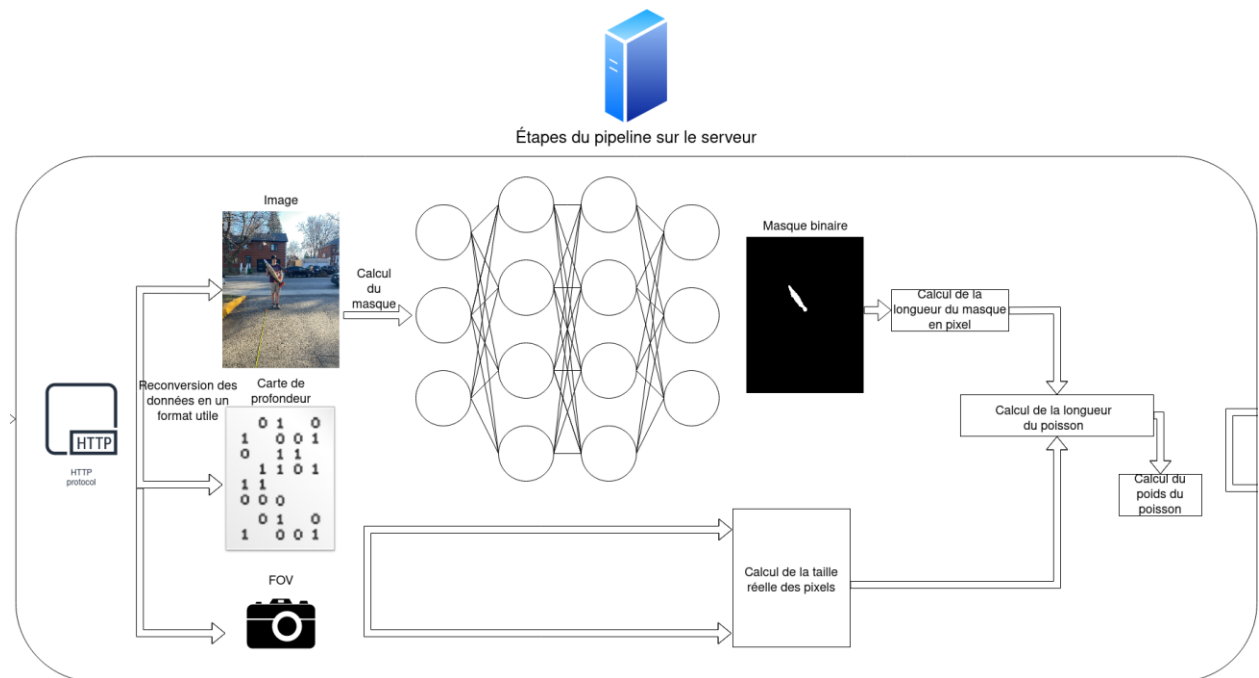 Étapes du pipeline sur le serveur
Image
Calcul
du
masque
Masque binaire
Calcul de la
longueur du masque
en pixel
Reconversion des
données en un
format utile
Carte de
profondeur
HTTP
HTTP
protocol
0 1 0
1 0 0 1
0 1 1
1 1 0 1
1 1
0 0 0
0 1 0
1 0 0 1
Calcul de la longueur
du poisson
Calcul du
poids du
poisson
FOV
Calcul de la taille
réelle des pixels